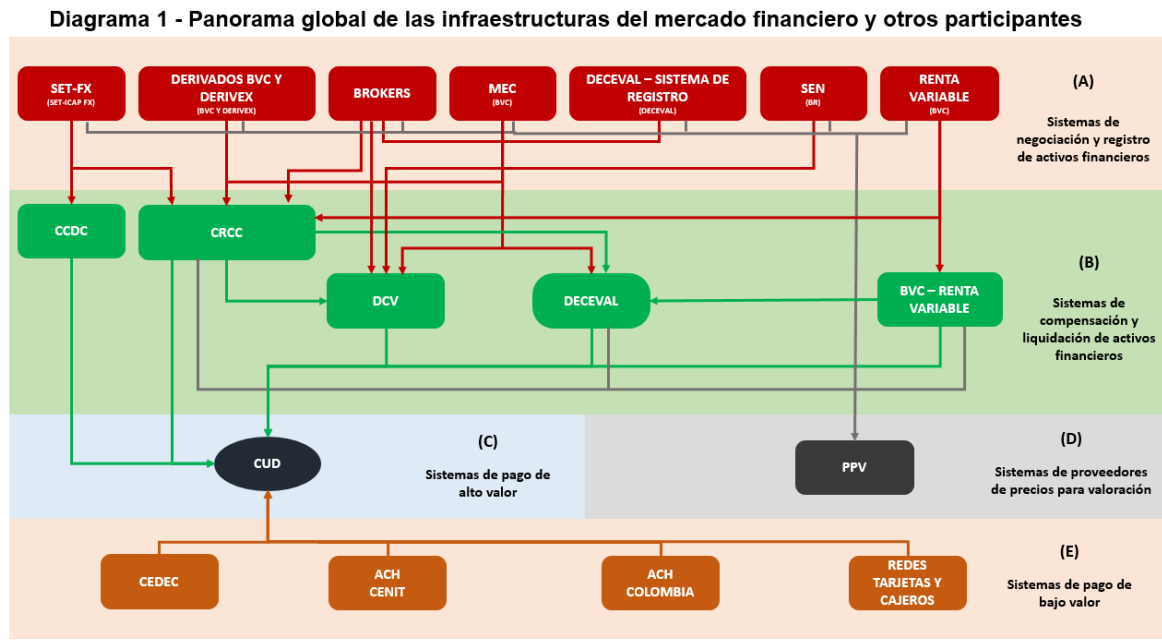 Diagrama 1 - Panorama global de las infraestructuras del mercado financiero y otros participantes
SET-FX
(SET-ICAP FX)
DERIVADOS BVC Y
DERIVEX
(BVC Y DERIVEX)
BROKERS
MEC
(BVC)
DECEVAL – SISTEMA DE
REGISTRO
(DECEVAL)
SEN
(BR)
RENTA
VARIABLE
(BVC)
(A)
Sistemas de
negociación y registro
de activos financieros
CCDC
CRCC
DCV
DECEVAL
BVC – RENTA
VARIABLE
(B)
Sistemas de
compensación y
liquidación de activos
financieros
CUD
(C)
Sistemas de pago de
alto valor
PPV
(D)
Sistemas de proveedores
de precios para valoración
CEDEC
ACH
CENIT
ACH
COLOMBIA
REDES
TARJETAS Y
CAJEROS
(E)
Sistemas de pago de
bajo valor